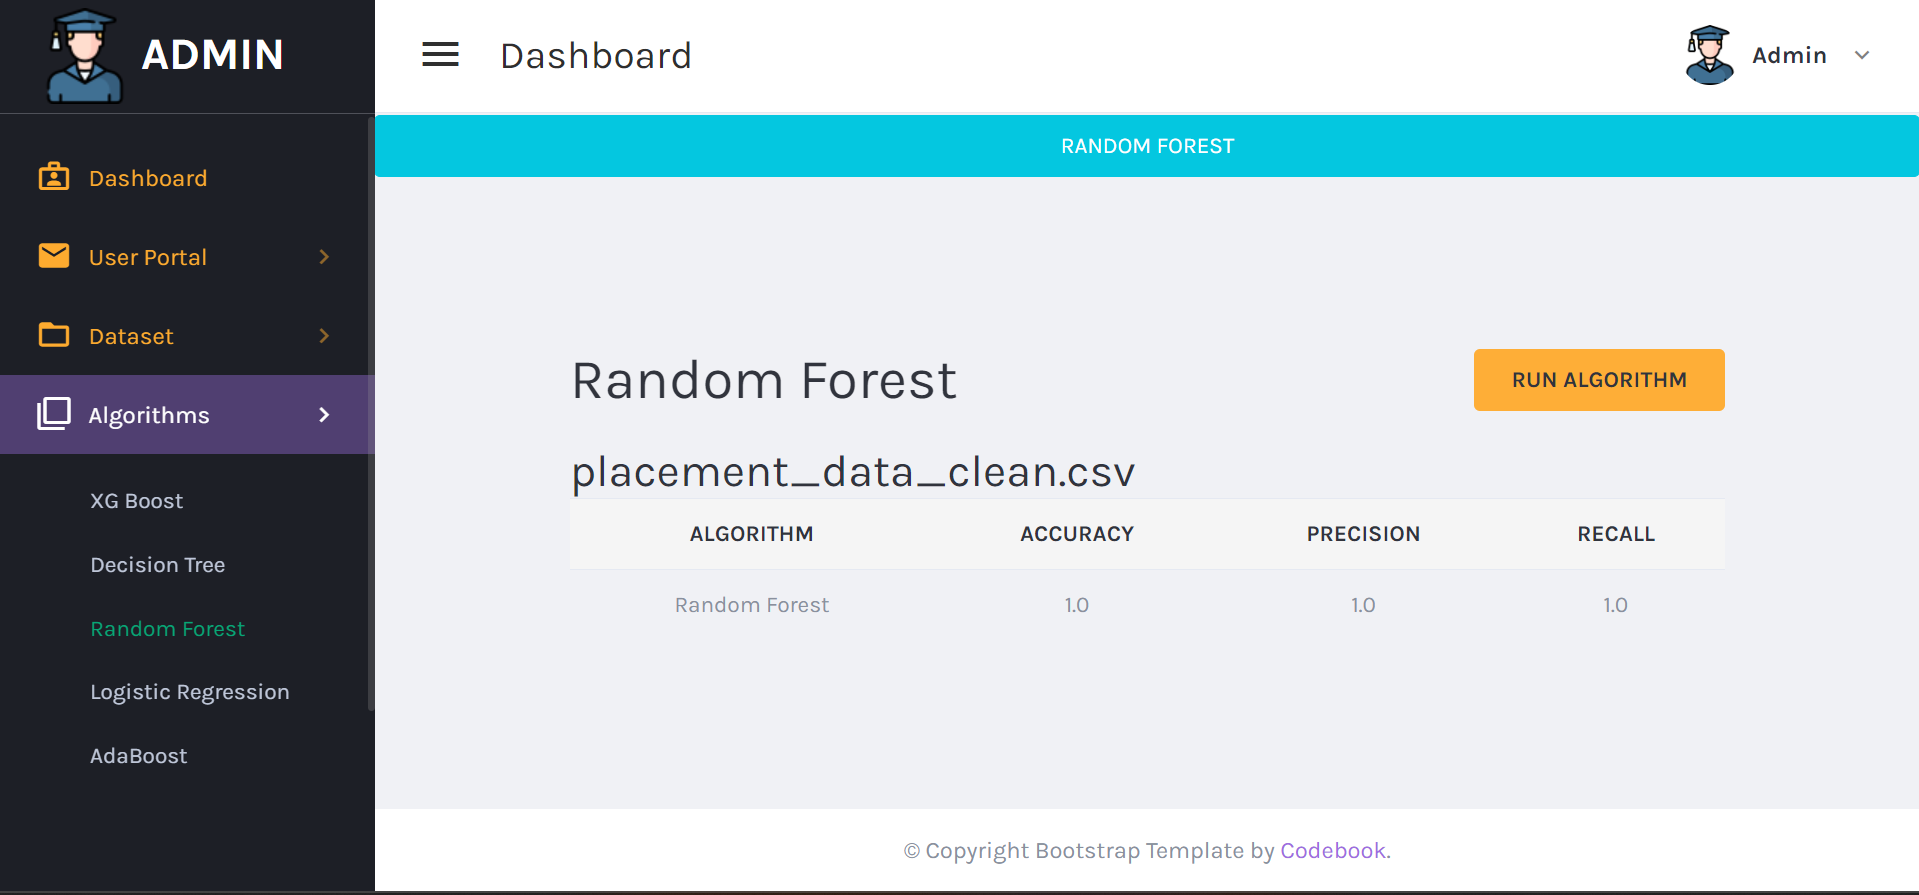 ADMIN
Dashboard
Admin
RANDOM FOREST
Dashboard
User Portal
Dataset
Algorithms
XG Boost
Decision Tree
Random Forest
Logistic Regression
AdaBoost
Random Forest
RUN ALGORITHM
placement_data_clean.csv
ALGORITHM ACCURACY PRECISION RECALL
Random Forest 1.0 1.0 1.0
© Copyright Bootstrap Template by Codebook.